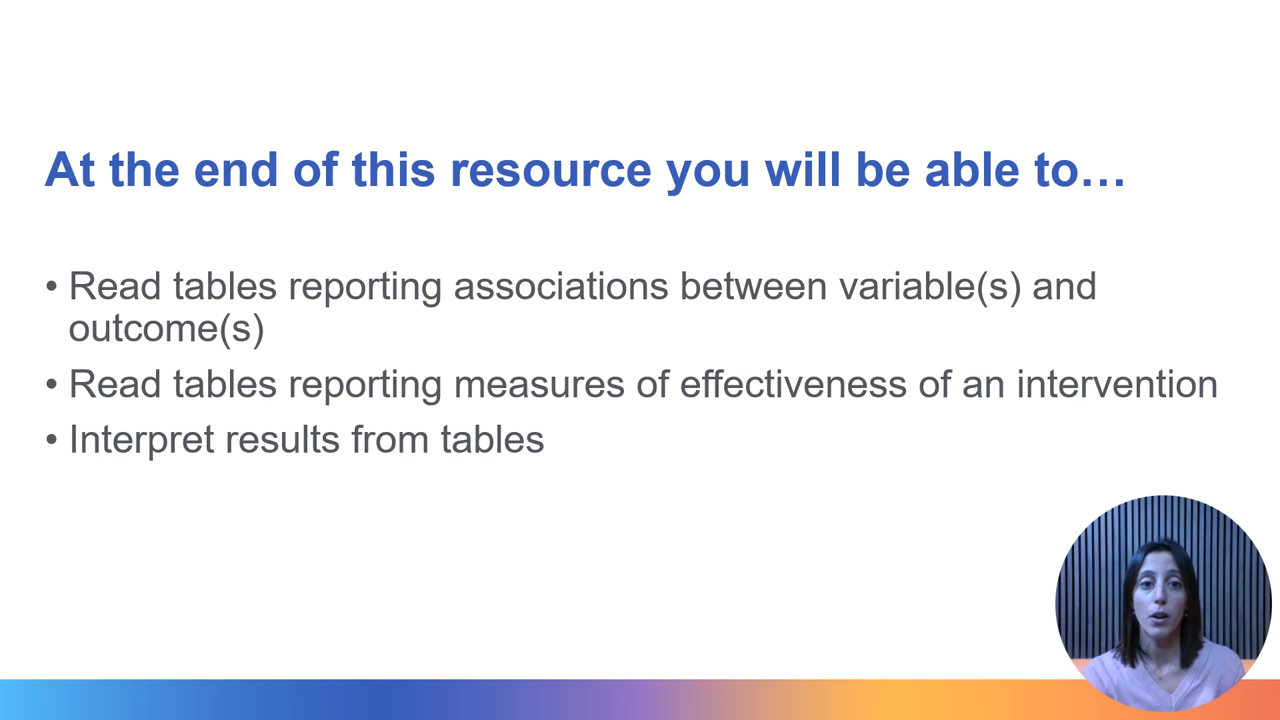 At the end of this resource you will be able to…
• Read tables reporting associations between variable(s) and
outcome(s)
• Read tables reporting measures of effectiveness of an intervention
• Interpret results from tables